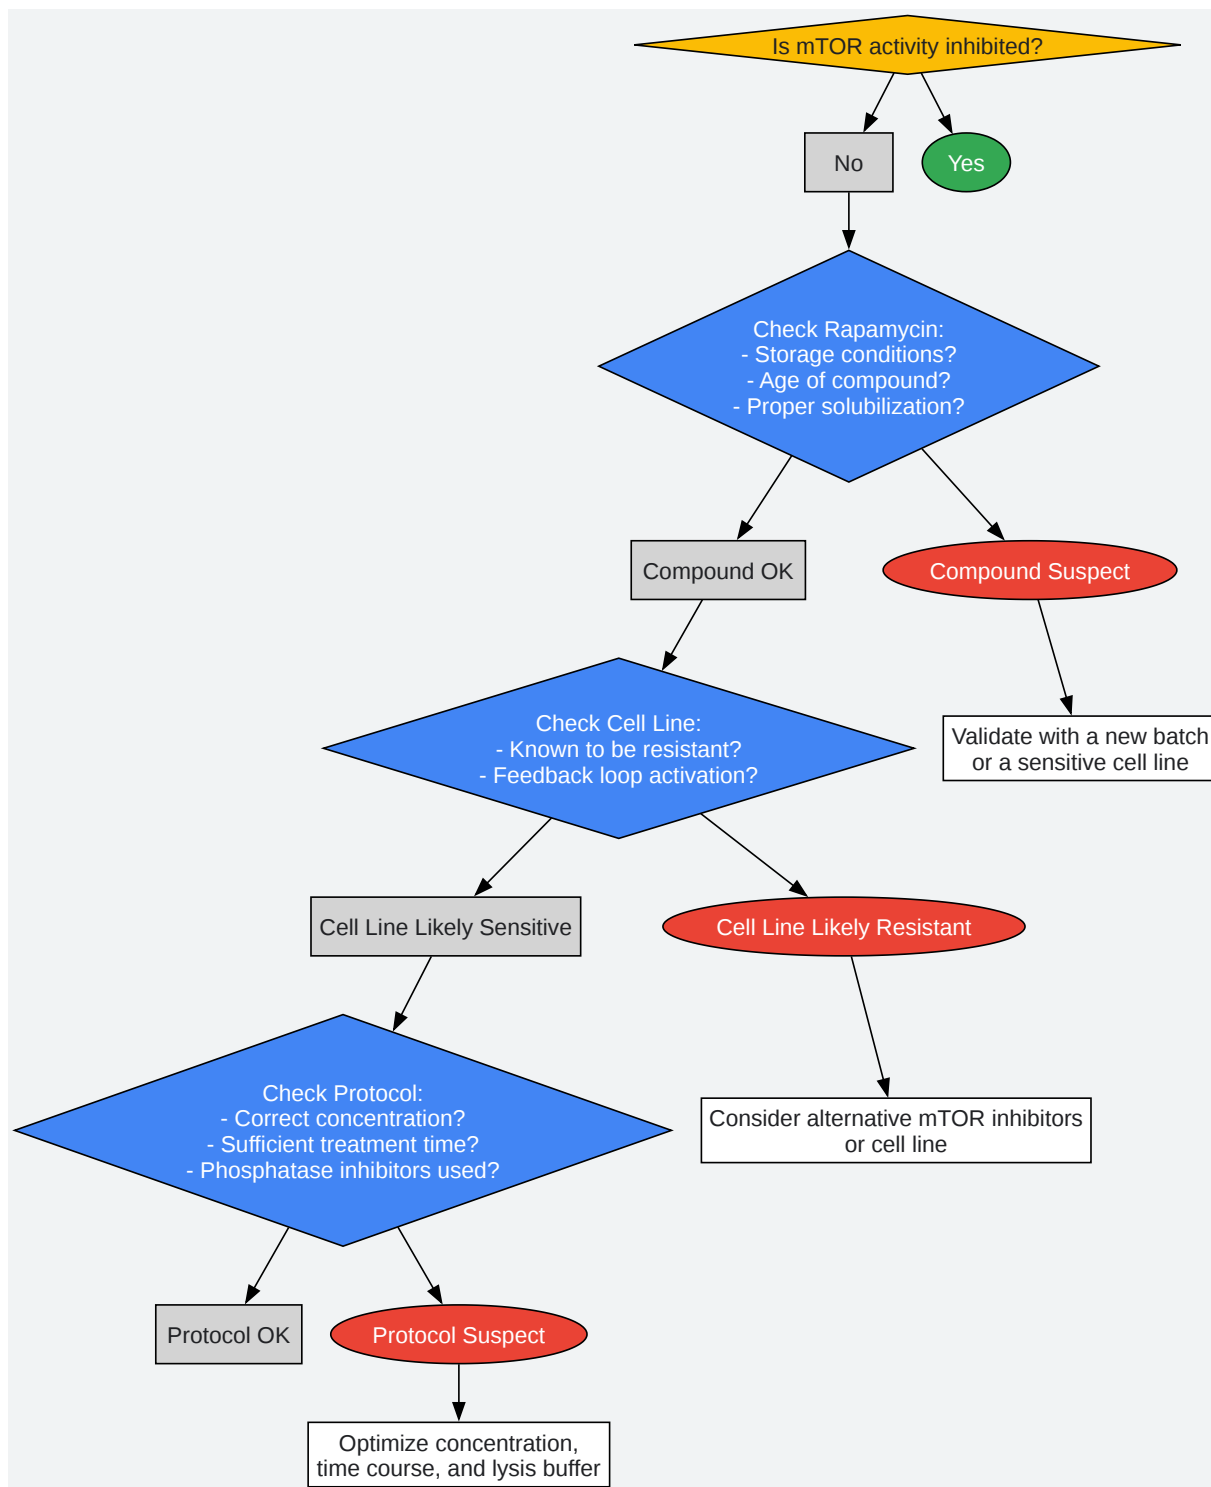 Is mTOR activity inhibited?
No
Yes
Check Rapamycin:
- Storage conditions?
- Age of compound?
- Proper solubilization?
Compound OK
Compound Suspect
Check Cell Line:
- Known to be resistant?
- Feedback loop activation?
Validate with a new batch
or a sensitive cell line
Cell Line Likely Sensitive
Cell Line Likely Resistant
Check Protocol:
- Correct concentration?
- Sufficient treatment time?
- Phosphatase inhibitors used?
Consider alternative mTOR inhibitors
or cell line
Protocol OK
Protocol Suspect
Optimize concentration,
time course, and lysis buffer